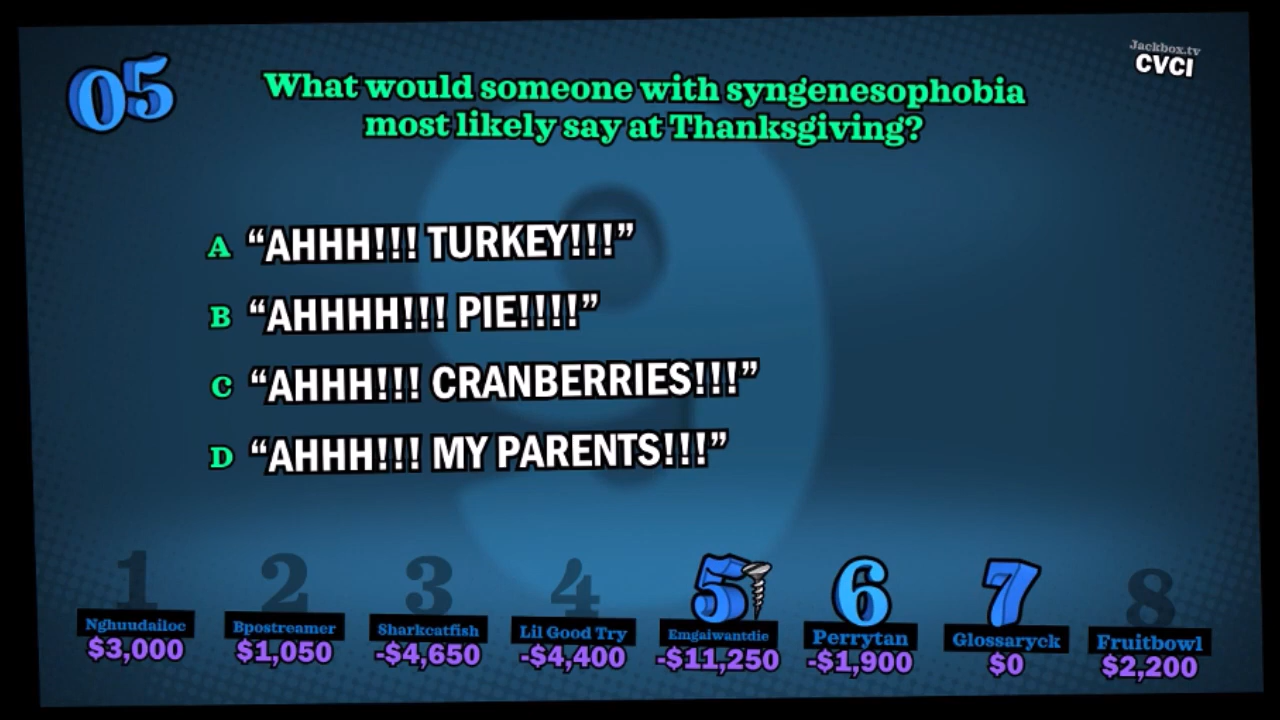 Jackbox.tv
CVCI
05
What would someone with syngenesophobia
most likely say at Thanksgiving?
9
A "AHHH!!! TURKEY!!!"
B "AHHHH!!! PIE!!!!"
C "AHHH!!! CRANBERRIES!!!"
D "AHHH!!! MY PARENTS!!!"
1 2 3 4 5 6 7 8
Nghuudailoc Bpostreamer Sharkcatfish Lil Good Try Emgaiwantdie Perrytan Glossaryck Fruitbowl
$3,000 $1,050 -$4,650 -$4,400 -$11,250 -$1,900 $0 $2,200